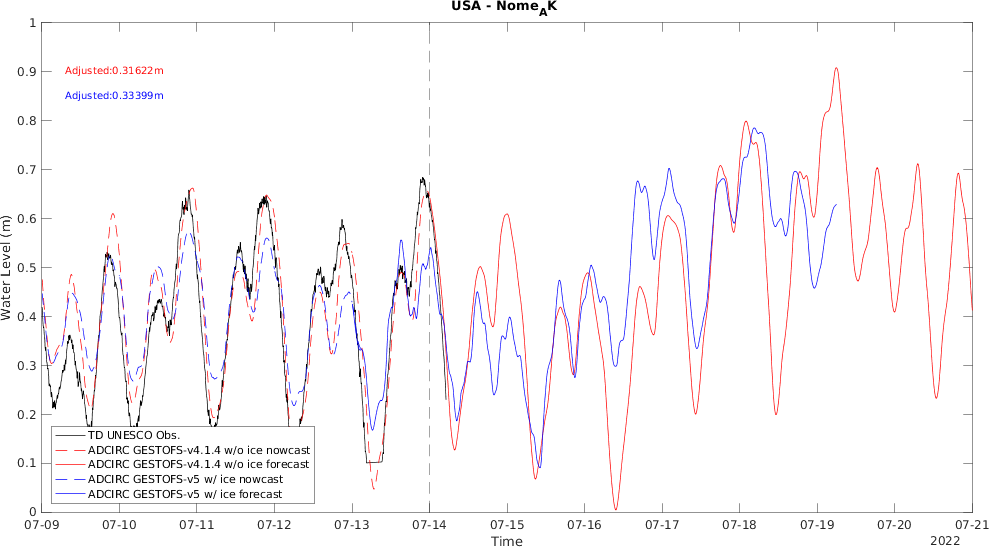 USA - Nome_AK
Adjusted:0.31622m
Adjusted:0.33399m
Water Level (m)
1
0.9
0.8
0.7
0.6
0.5
0.4
0.3
0.2
0.1
0
TD UNESCO Obs.
ADCIRC GESTOFS-v4.1.4 w/o ice nowcast
ADCIRC GESTOFS-v4.1.4 w/o ice forecast
ADCIRC GESTOFS-v5 w/ ice nowcast
ADCIRC GESTOFS-v5 w/ ice forecast
07-09 07-10 07-11 07-12 07-13 07-14 07-15 07-16 07-17 07-18 07-19 07-20 07-21
Time
2022